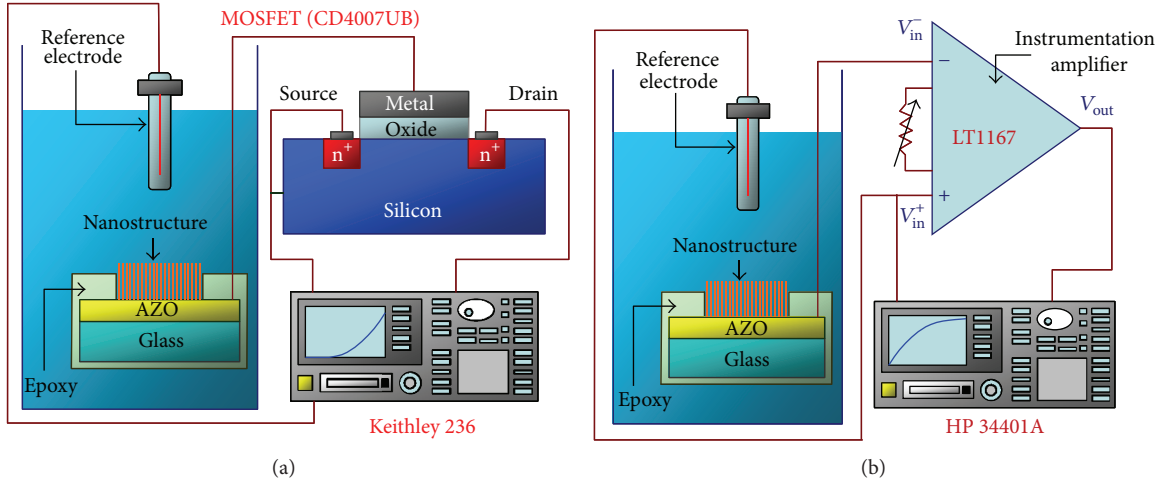 MOSFET (CD4007UB)
Reference
electrode
Source
Drain
Metal
Oxide
n+
n+
Silicon
Nanostructure
AZO
Glass
Epoxy
Keithley 236
(a)
V−in
Instrumentation
amplifier
Reference
electrode
−
Vout
LT1167
+
V+in
Nanostructure
AZO
Glass
Epoxy
HP 34401A
(b)